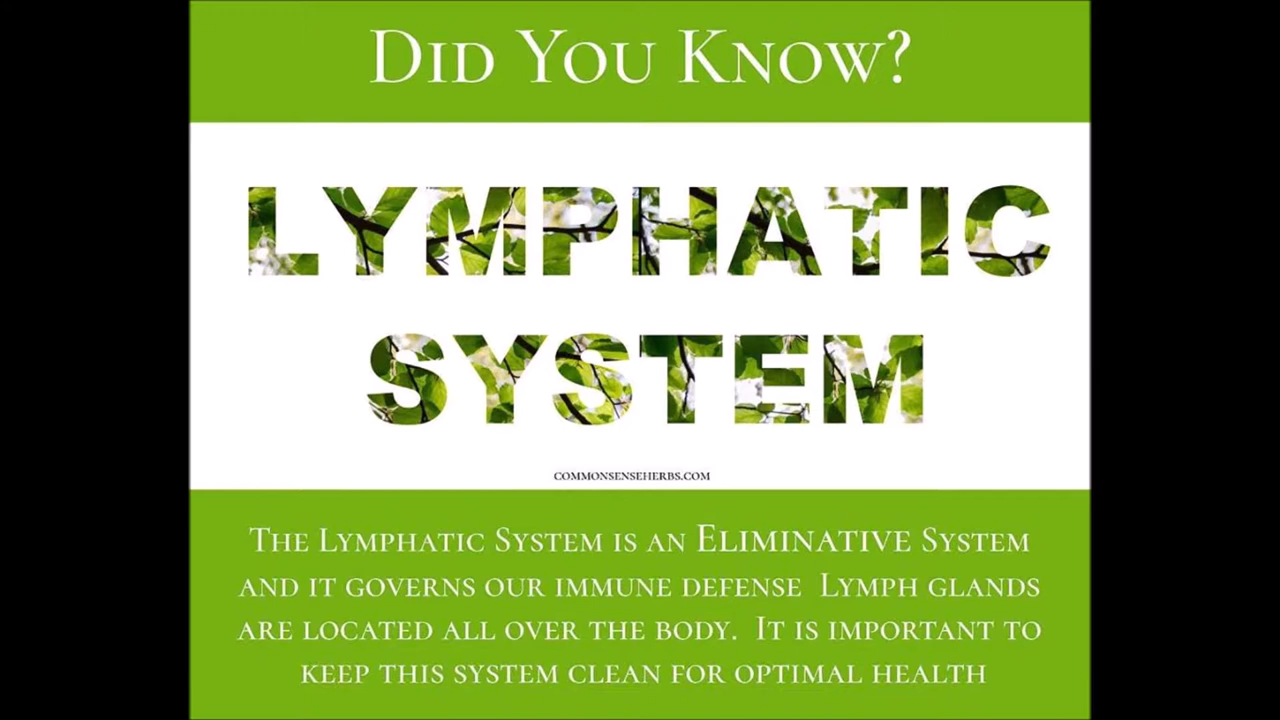 Did You Know?
LYMPHATIC
SYSTEM
COMMONSENSEHERBS.COM
The Lymphatic System is an Eliminative System
and it governs our immune defense Lymph glands
are located all over the body. It is important to
keep this system clean for optimal health